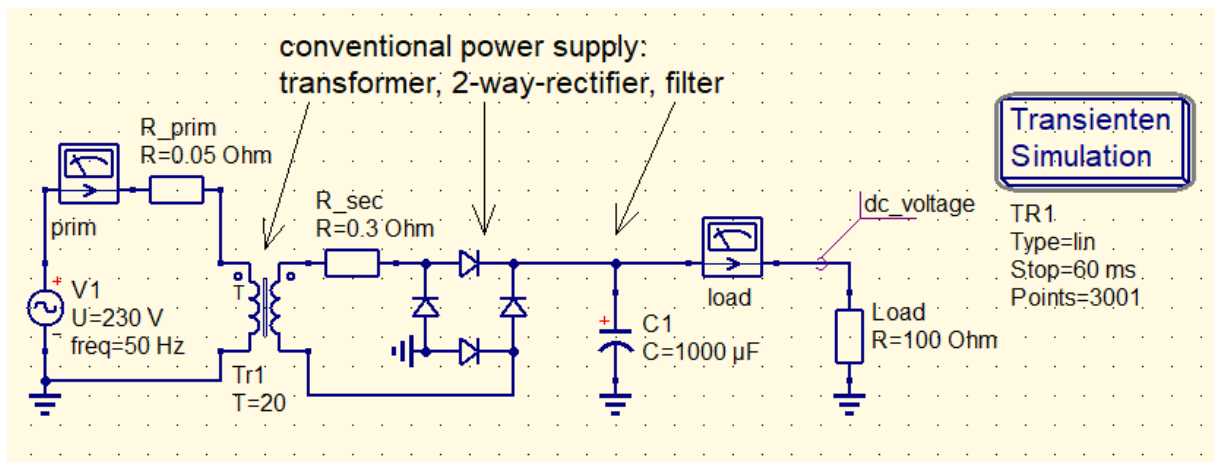 conventional power supply:
transformer, 2-way-rectifier, filter
Transienten
Simulation
TR1
Type=lin
Stop=60 ms
Points=3001
R_prim
R=0.05 Ohm
prim
+
V1
U=230 V
freq=50 Hz
-
T
Tr1
T=20
R_sec
R=0.3 Ohm
+
C1
C=1000 µF
load
dc_voltage
Load
R=100 Ohm